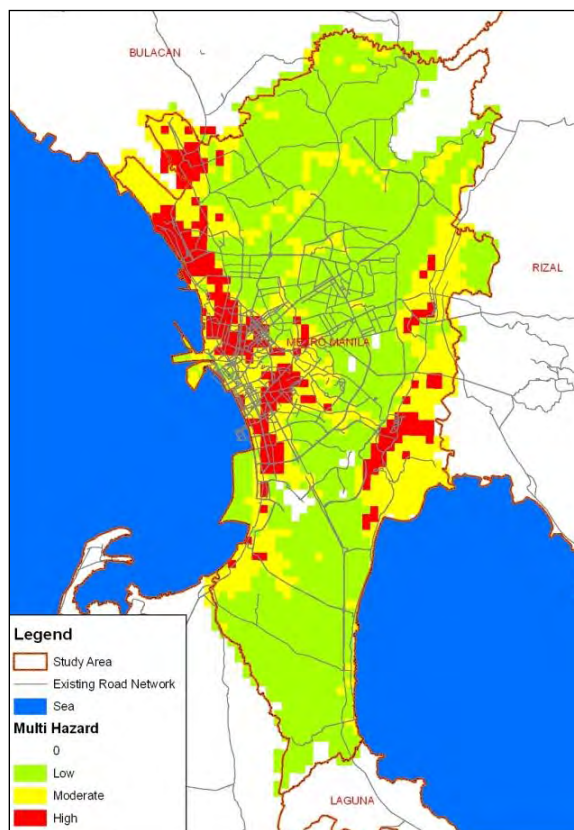 BULACAN
RIZAL
METRO MANILA
Legend
Study Area
Existing Road Network
Sea
Multi Hazard
0
Low
Moderate
High
LAGUNA